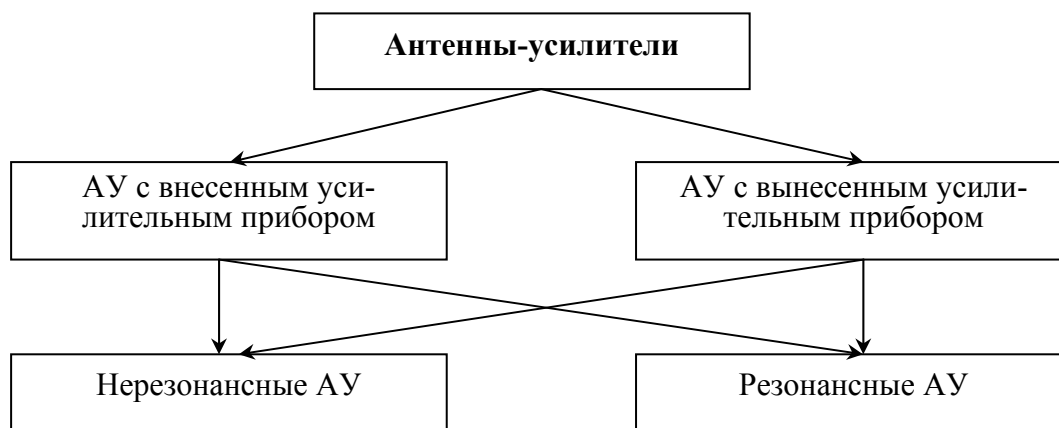 Антенны-усилители
АУ с внесенным уси-
лительным прибором
АУ с вынесенным усили-
тельным прибором
Нерезонансные АУ
Резонансные АУ